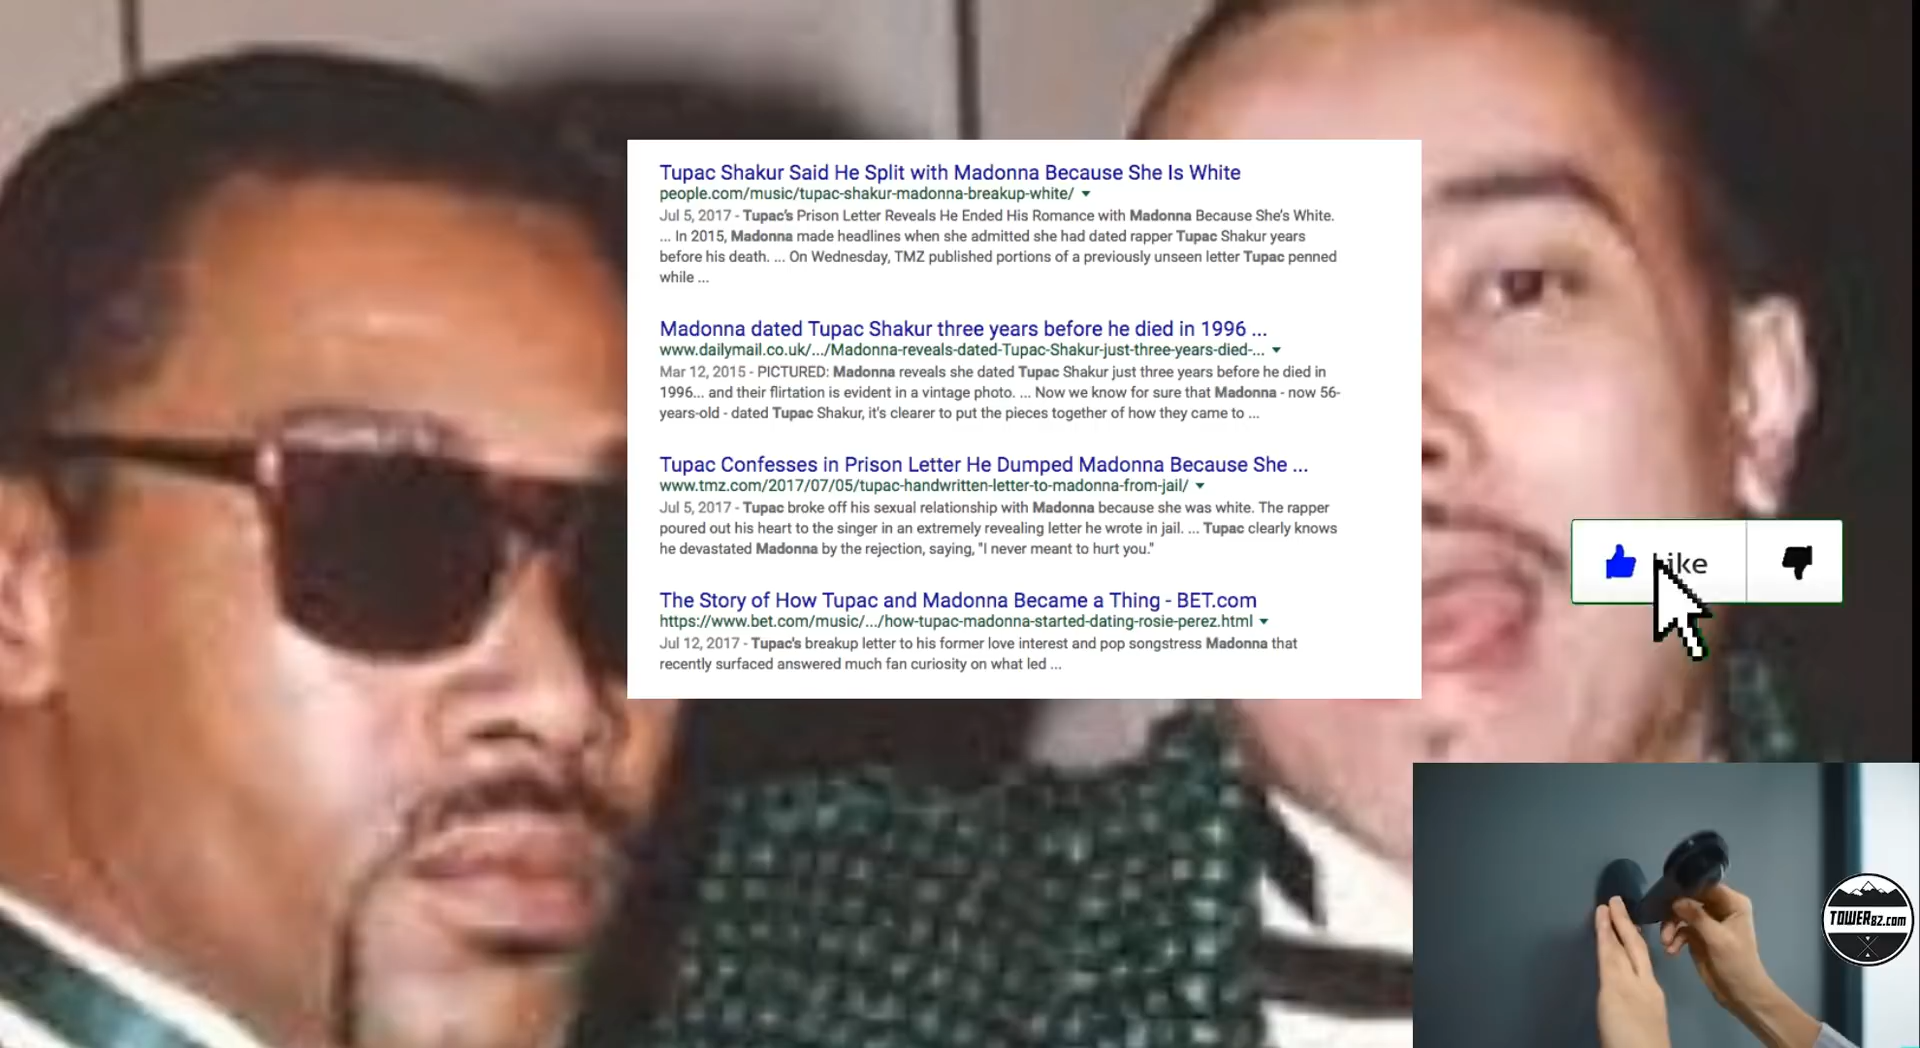 Tupac Shakur Said He Split with Madonna Because She Is White
people.com/music/tupac-shakur-madonna-breakup-white/
Jul 5, 2017 - Tupac's Prison Letter Reveals He Ended His Romance with Madonna Because She's White.
... In 2015, Madonna made headlines when she admitted she had dated rapper Tupac Shakur years
before his death. ... On Wednesday, TMZ published portions of a previously unseen letter Tupac penned
while ...
Madonna dated Tupac Shakur three years before he died in 1996 ...
www.dailymail.co.uk/.../Madonna-reveals-dated-Tupac-Shakur-just-three-years-died-...
Mar 12, 2015 - PICTURED: Madonna reveals she dated Tupac Shakur just three years before he died in
1996... and their flirtation is evident in a vintage photo. ... Now we know for sure that Madonna - now 56-
years-old - dated Tupac Shakur, it's clearer to put the pieces together of how they came to ...
Tupac Confesses in Prison Letter He Dumped Madonna Because She ...
www.tmz.com/2017/07/05/tupac-handwritten-letter-to-madonna-from-jail/
Jul 5, 2017 - Tupac broke off his sexual relationship with Madonna because she was white. The rapper
poured out his heart to the singer in an extremely revealing letter he wrote in jail. ... Tupac clearly knows
he devastated Madonna by the rejection, saying, "I never meant to hurt you."
The Story of How Tupac and Madonna Became a Thing - BET.com
https://www.bet.com/music/.../how-tupac-madonna-started-dating-rosie-perez.html
Jul 12, 2017 - Tupac's breakup letter to his former love interest and pop songstress Madonna that
recently surfaced answered much fan curiosity on what led ...
Like
TOWER82.com